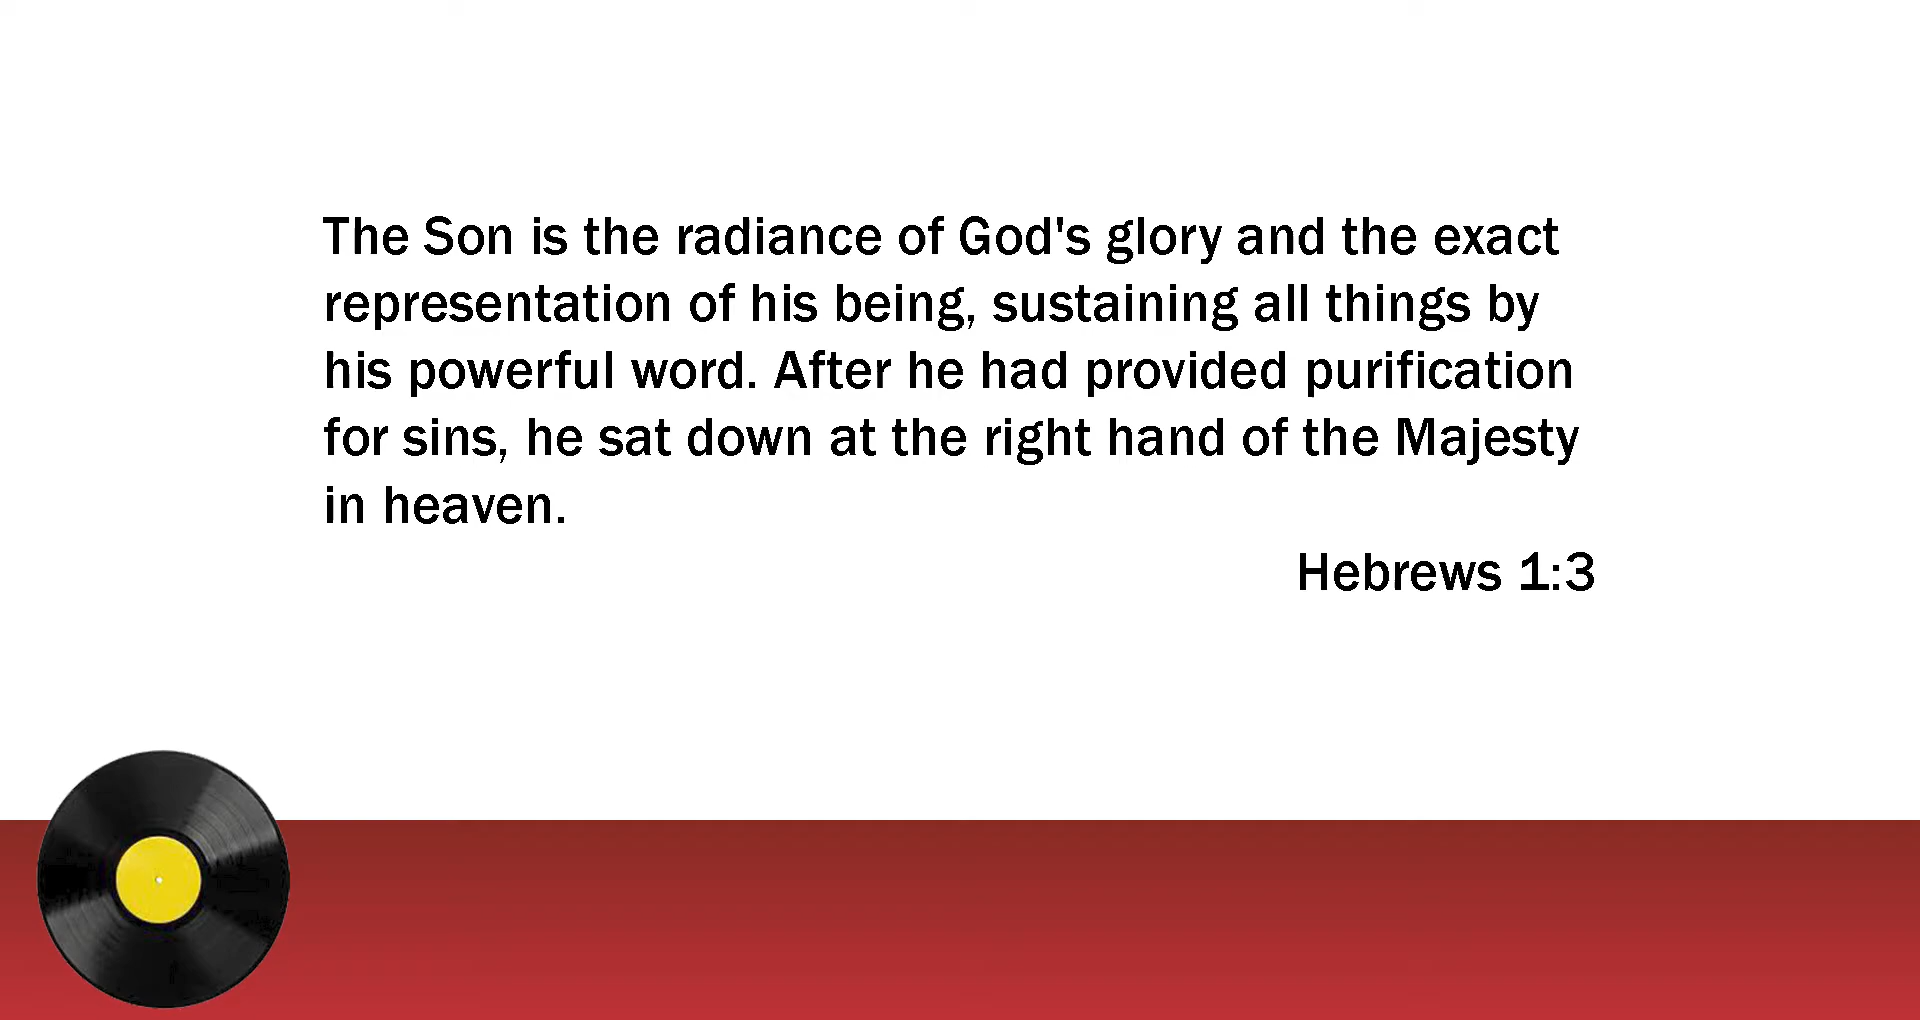 The Son is the radiance of God's glory and the exact
representation of his being, sustaining all things by
his powerful word. After he had provided purification
for sins, he sat down at the right hand of the Majesty
in heaven.
Hebrews 1:3